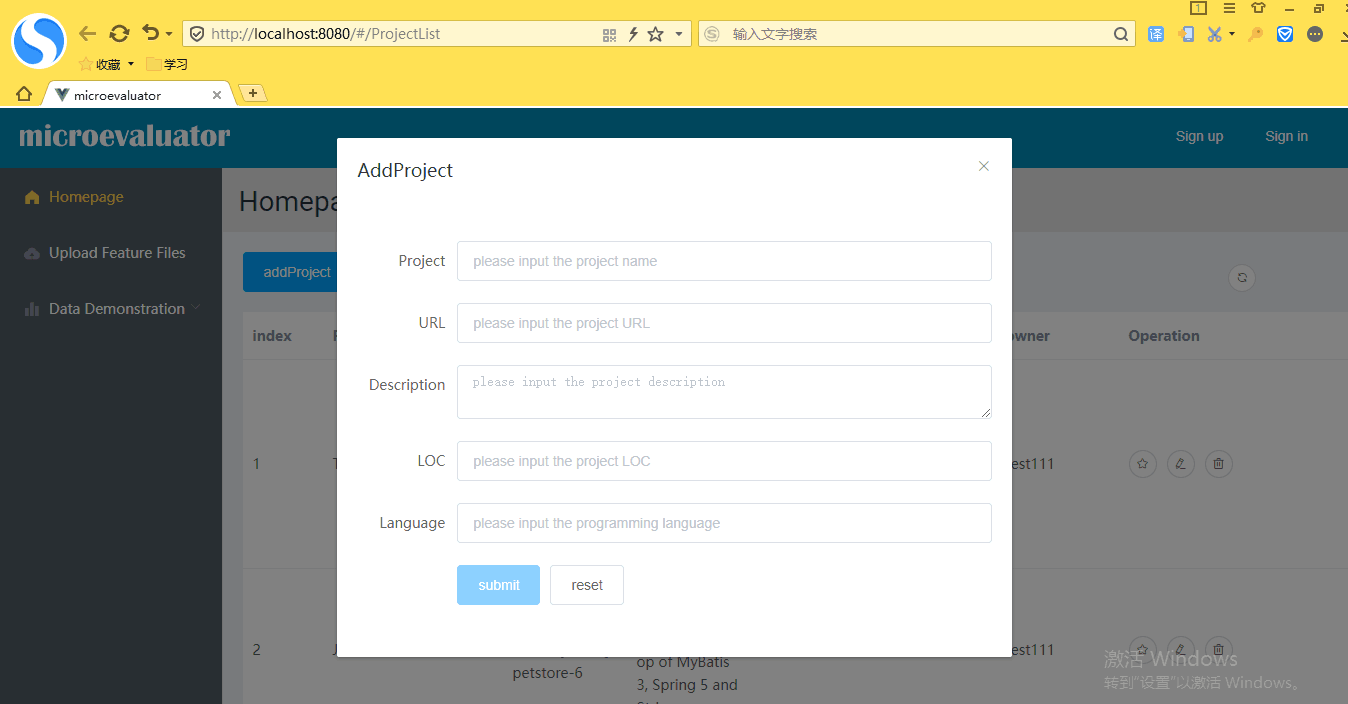 1
http://localhost:8080/#/ProjectList
输入文字搜索
译
收藏
学习
microevaluator
microevaluator
Sign up
Sign in
Homepage
Upload Feature Files
Data Demonstration
Homepa
addProject
index
owner
Operation
1
est111
2
est111
petstore-6
op of MyBatis
3, Spring 5 and
AddProject
Project
please input the project name
URL
please input the project URL
Description
please input the project description
LOC
please input the project LOC
Language
please input the programming language
submit
reset
激活 Windows
转到"设置"以激活 Windows。